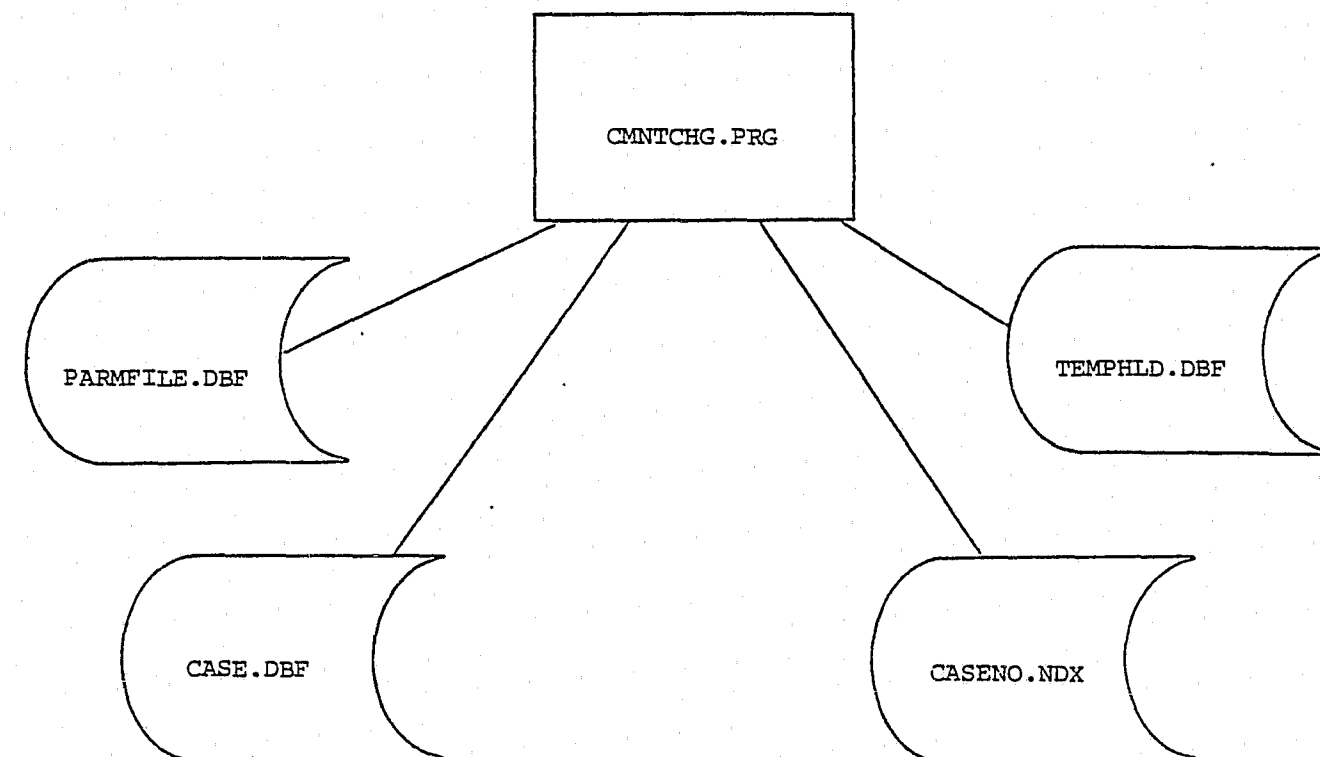 CMNTCHG.PRG
PARMFILE.DBF
TEMPHLD.DBF
CASE.DBF
CASENO.NDX